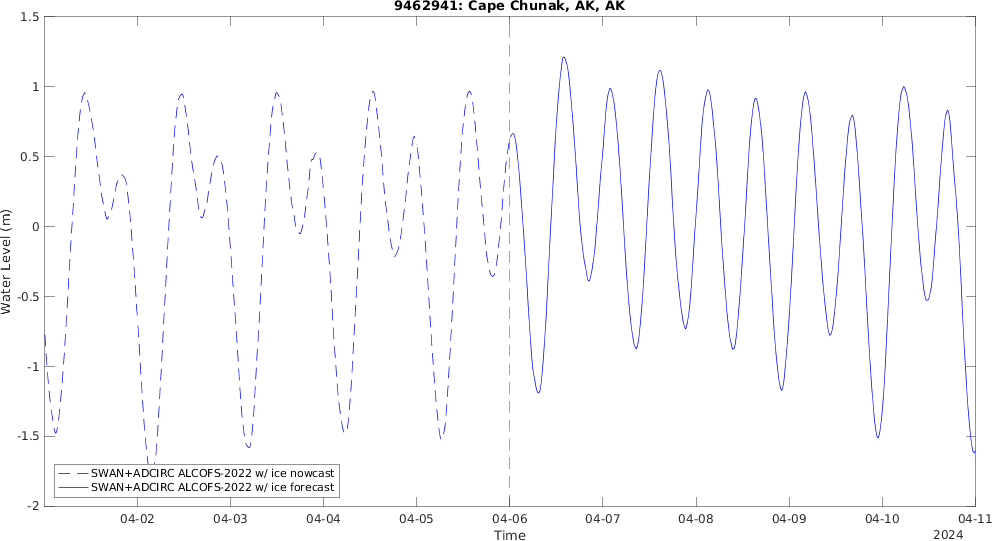 9462941: Cape Chunak, AK, AK
Water Level (m)
1.5
1
0.5
0
-0.5
-1
-1.5
-2
SWAN+ADCIRC ALCOFS-2022 w/ ice nowcast
SWAN+ADCIRC ALCOFS-2022 w/ ice forecast
04-02 04-03 04-04 04-05 04-06 04-07 04-08 04-09 04-10 04-11
Time
2024